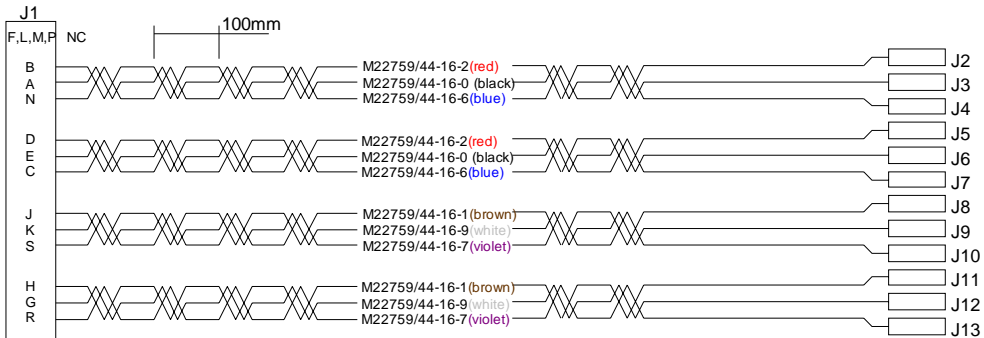 J1
100mm
F,L,M,P NC
B M22759/44-16-2(red) J2
A M22759/44-16-0 (black) J3
N M22759/44-16-6(blue) J4
D M22759/44-16-2(red) J5
E M22759/44-16-0 (black) J6
C M22759/44-16-6(blue) J7
J M22759/44-16-1(brown) J8
K M22759/44-16-9(white) J9
S M22759/44-16-7(violet) J10
H M22759/44-16-1(brown) J11
G M22759/44-16-9(white) J12
R M22759/44-16-7(violet) J13